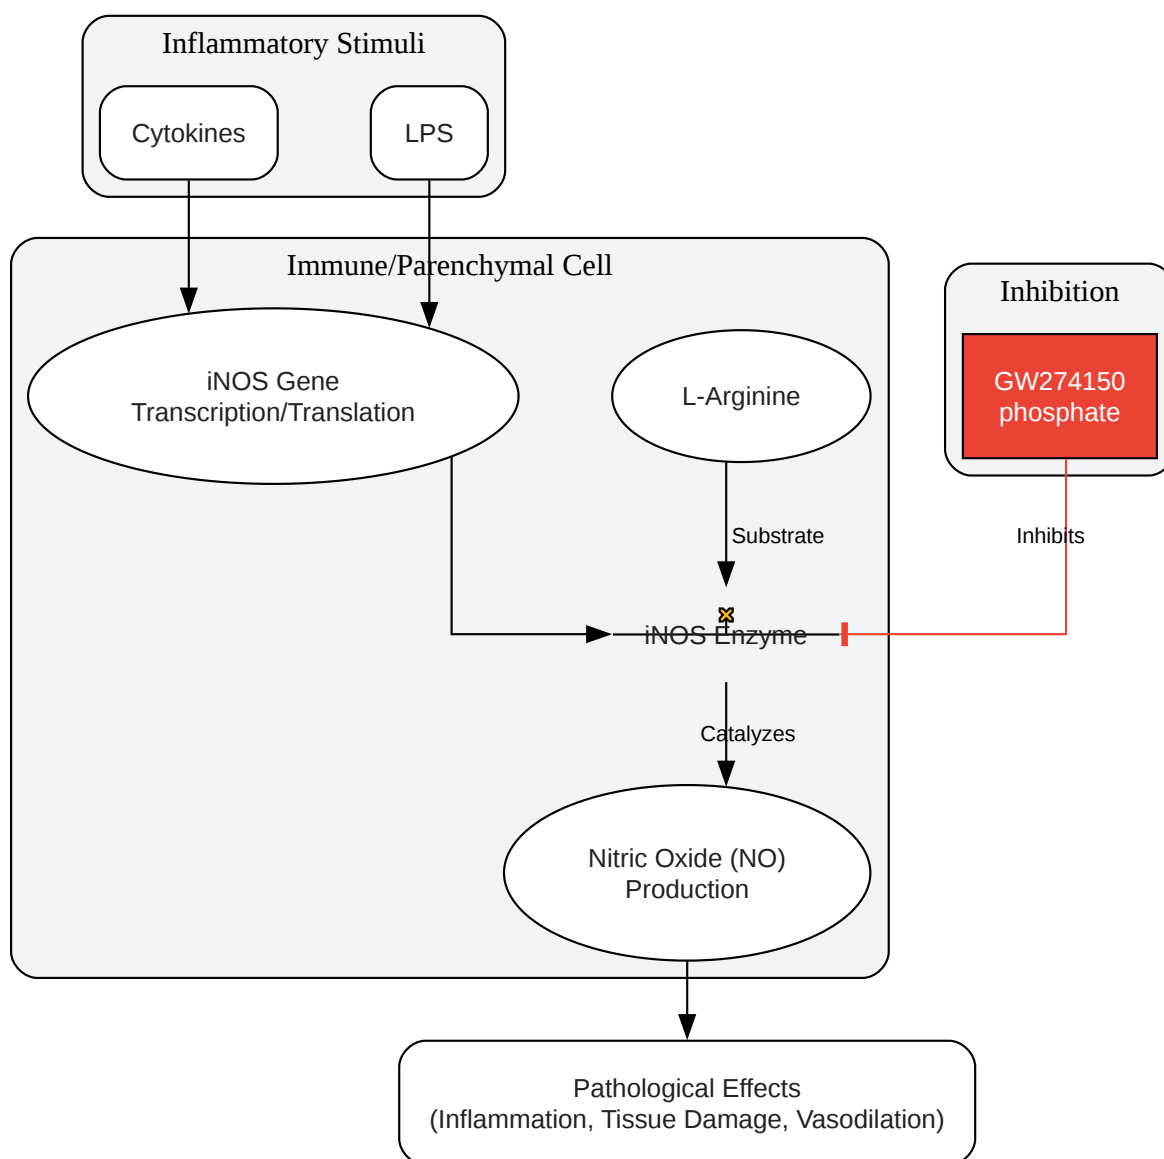 Inflammatory Stimuli
Cytokines
LPS
Immune/Parenchymal Cell
Inhibition
iNOS Gene
Transcription/Translation
L-Arginine
GW274150
phosphate
Substrate
Inhibits
iNOS Enzyme
Catalyzes
Nitric Oxide (NO)
Production
Pathological Effects
(Inflammation, Tissue Damage, Vasodilation)